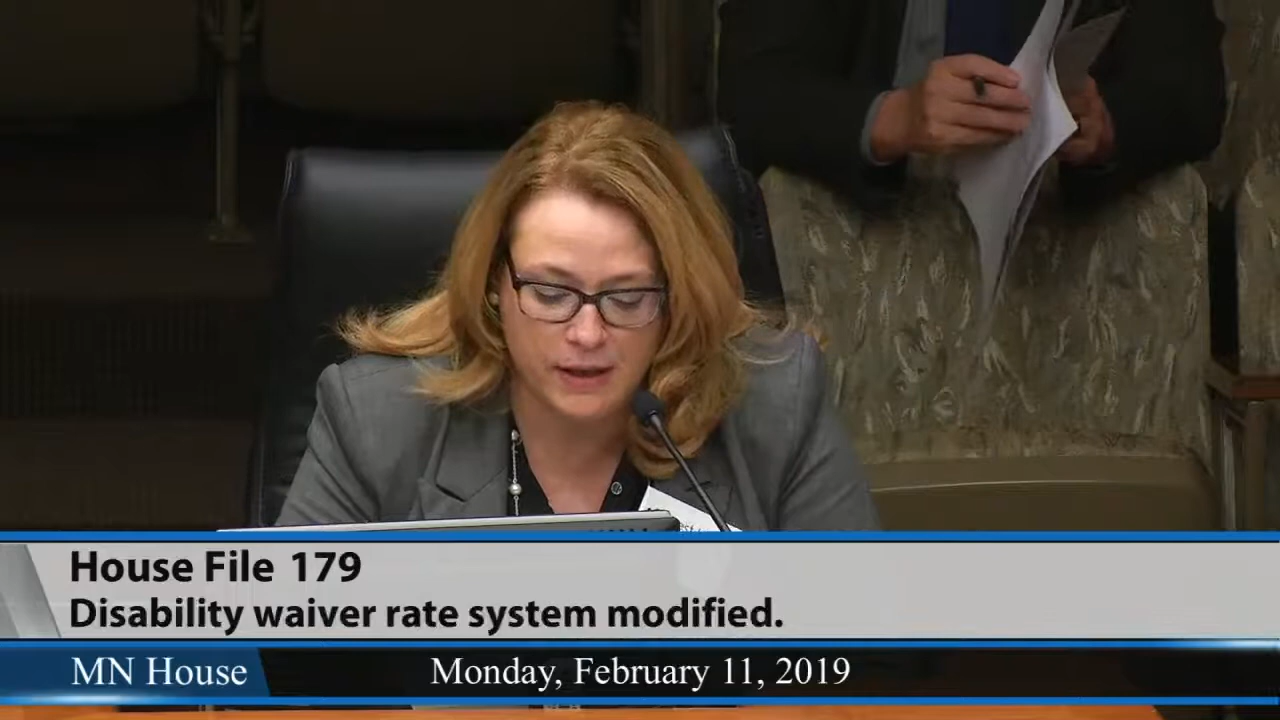 House File 179
Disability waiver rate system modified.
MN House
Monday, February 11, 2019